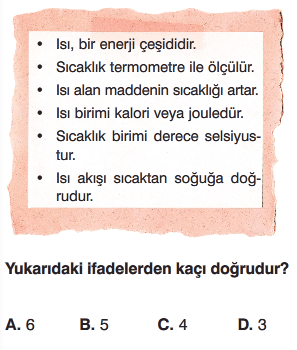 • Isı, bir enerji çeşididir.
• Sıcaklık termometre ile ölçülür.
• Isı alan maddenin sıcaklığı artar.
• Isı birimi kalori veya jouledür.
• Sıcaklık birimi derece selsiyus-
tur.
• Isı akışı sıcaktan soğuğa doğ-
rudur.
Yukarıdaki ifadelerden kaçı doğrudur?
A. 6 B. 5 C. 4 D. 3